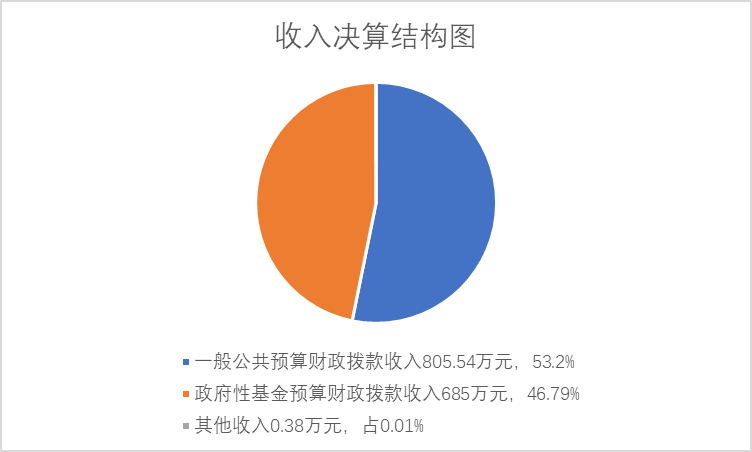 收入决算结构图
一般公共预算财政拨款收入805.54万元，53.2%
政府性基金预算财政拨款收入685万元，46.79%
其他收入0.38万元，占0.01%